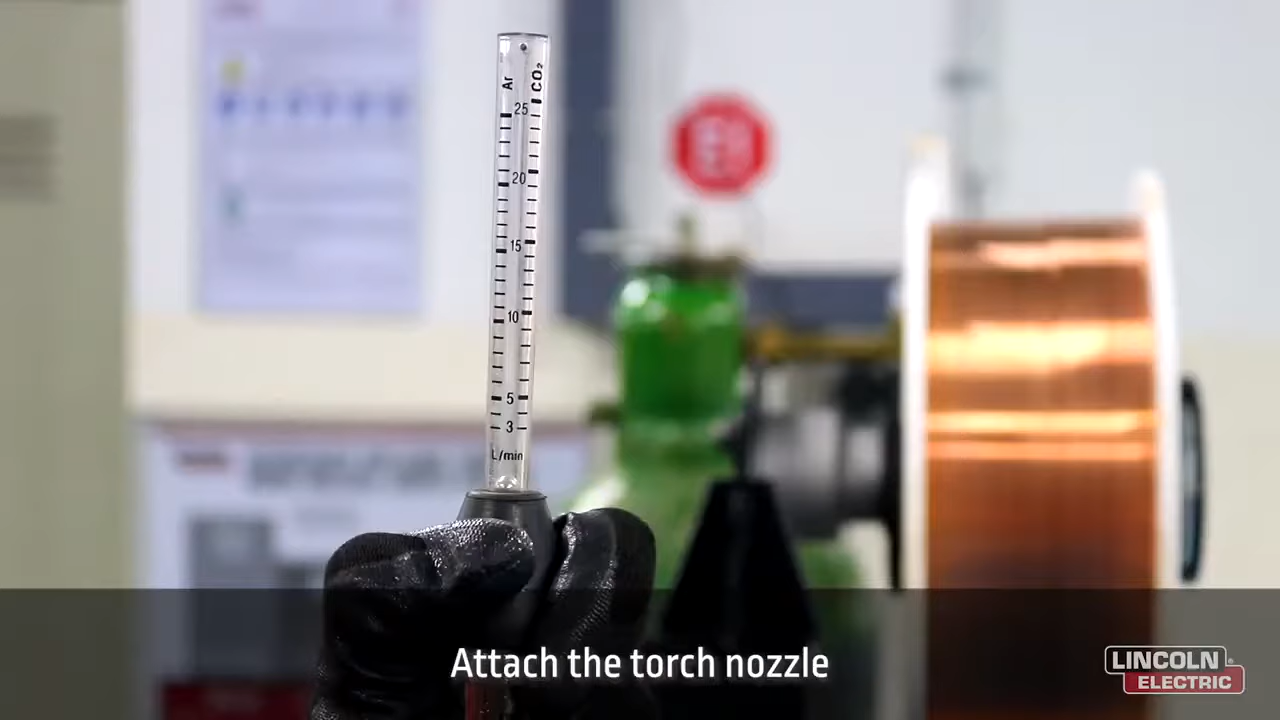 Ar CO₂
25
20
15
10
5
3
L/min
Attach the torch nozzle
LINCOLN®
ELECTRIC